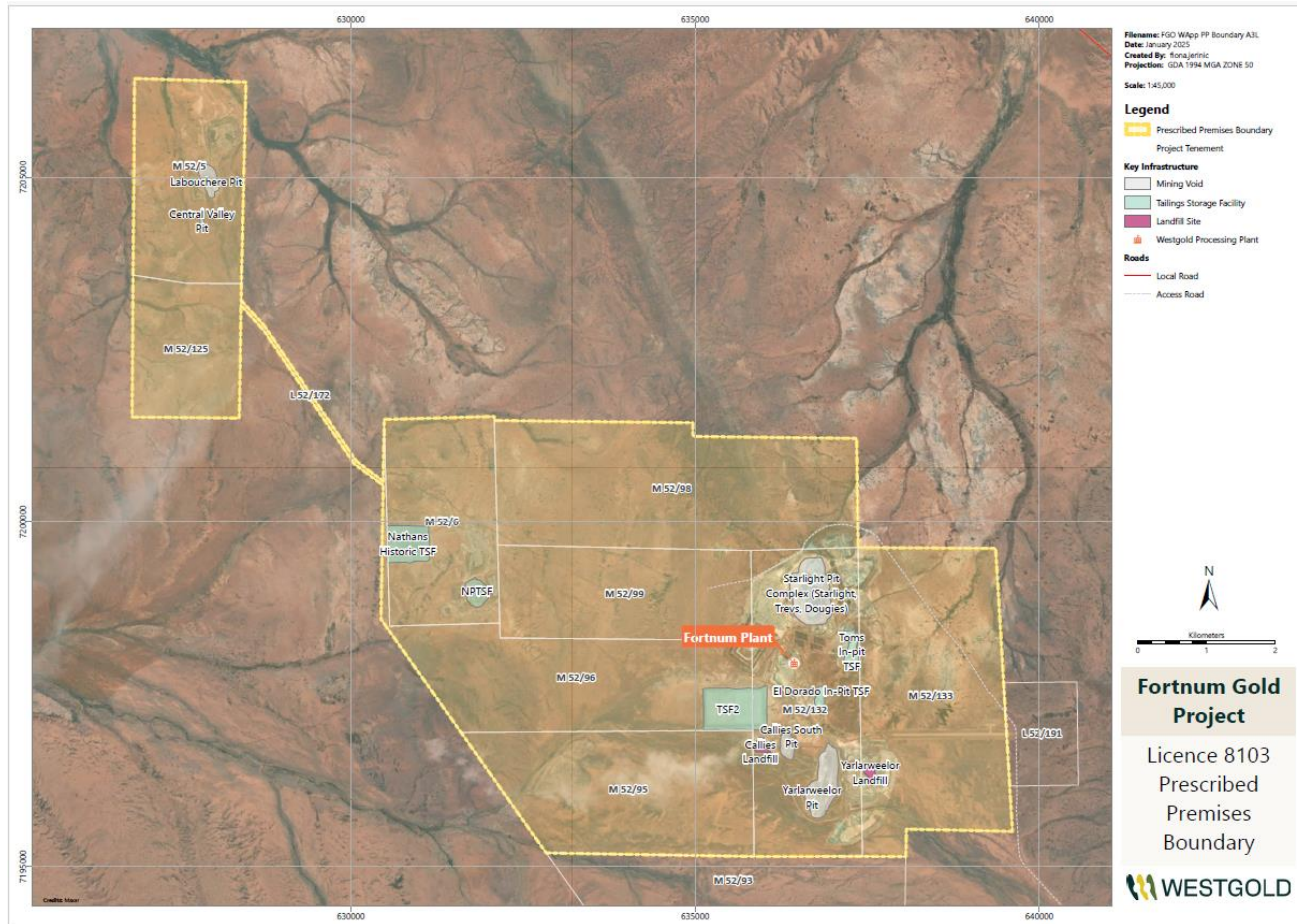 630000
635000
640000
7205000
7200000
7195000
M 52/5
Labouchere Pit
Central Valley
Pit
M 52/125
L 52/172
M 52/98
M 52/6
Nathans
Historic TSF
NPTSF
M 52/99
Starlight Pit
Complex (Starlight,
Trevs, Dougies)
Fortnum Plant
Toms
In-pit
TSF
M 52/96
El Dorado In-Pit TSF
M 52/133
TSF2
M 52/132
Callies South
Pit
Callies
Landfill
L 52/191
Yarlarweelor
Landfill
M 52/95
Yarlarweelor
Pit
M 52/93
Credits: Maxar
630000
635000
640000
Filename: FGO WApp PP Boundary A3L
Date: January 2025
Created By: fiona.jerinic
Projection: GDA 1994 MGA ZONE 50
Scale: 1:45,000
Legend
Prescribed Premises Boundary
Project Tenement
Key Infrastructure
Mining Void
Tailings Storage Facility
Landfill Site
Westgold Processing Plant
Roads
Local Road
Access Road
N
Kilometers
0 1 2
Fortnum Gold
Project
Licence 8103
Prescribed
Premises
Boundary
WESTGOLD